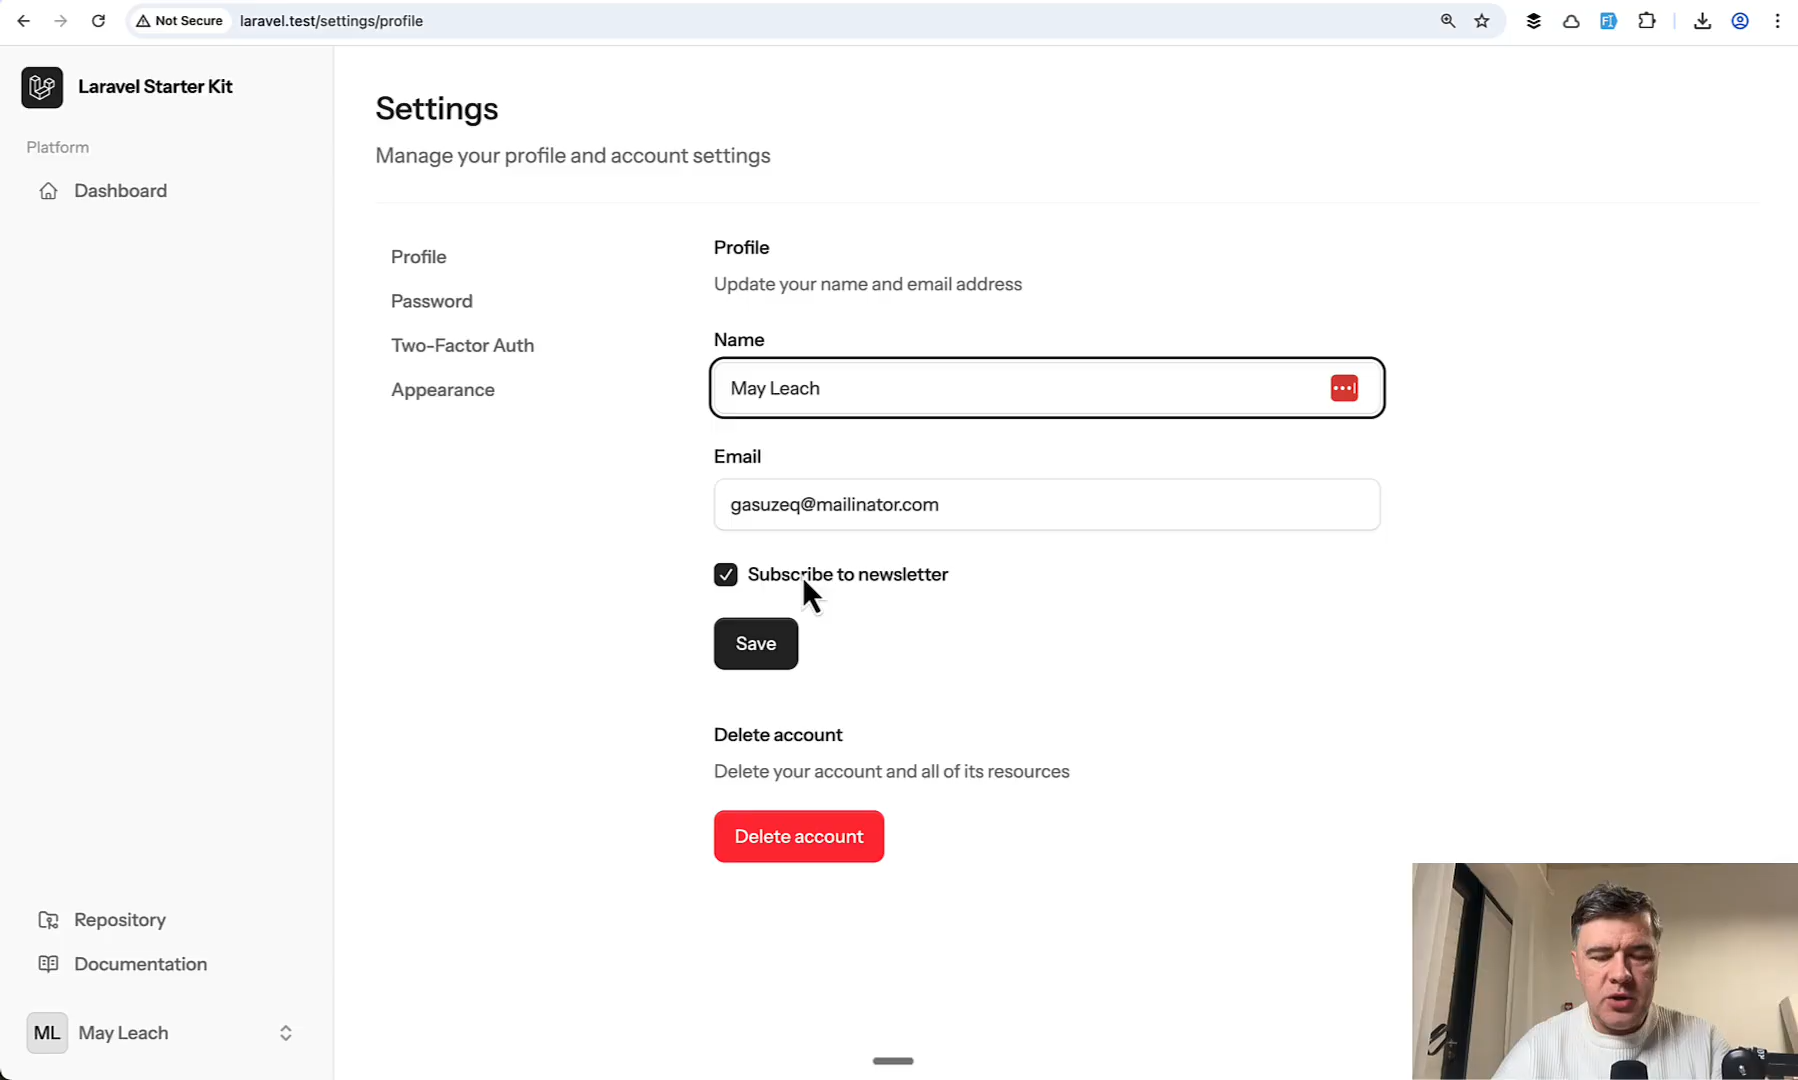 Not Secure laravel.test/settings/profile
Laravel Starter Kit
Platform
Dashboard
Settings
Manage your profile and account settings
Profile
Password
Two-Factor Auth
Appearance
Profile
Update your name and email address
Name
May Leach
Email
gasuzeq@mailinator.com
Subscribe to newsletter
Save
Delete account
Delete your account and all of its resources
Delete account
Repository
Documentation
ML May Leach